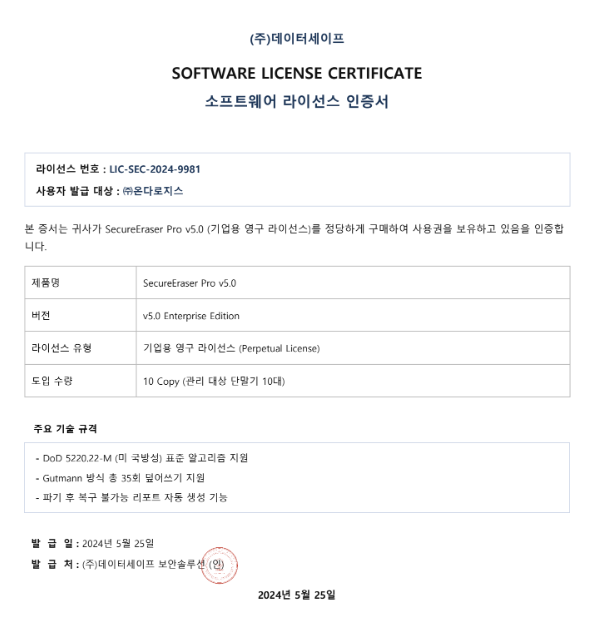 (주)데이터세이프
SOFTWARE LICENSE CERTIFICATE
소프트웨어 라이선스 인증서
라이선스 번호 : LIC-SEC-2024-9981
사용자 발급 대상 : ㈜온다로지스
본 증서는 귀사가 SecureEraser Pro v5.0 (기업용 영구 라이선스)를 정당하게 구매하여 사용권을 보유하고 있음을 인증합
니다.
제품명 SecureEraser Pro v5.0
버전 v5.0 Enterprise Edition
라이선스 유형 기업용 영구 라이선스 (Perpetual License)
도입 수량 10 Copy (관리 대상 단말기 10대)
주요 기술 규격
- DoD 5220.22-M (미 국방성) 표준 알고리즘 지원
- Gutmann 방식 총 35회 덮어쓰기 지원
- 파기 후 복구 불가능 리포트 자동 생성 기능
발 급 일 : 2024년 5월 25일
발 급 처 : (주)데이터세이프 보안솔루션 (인)
2024년 5월 25일